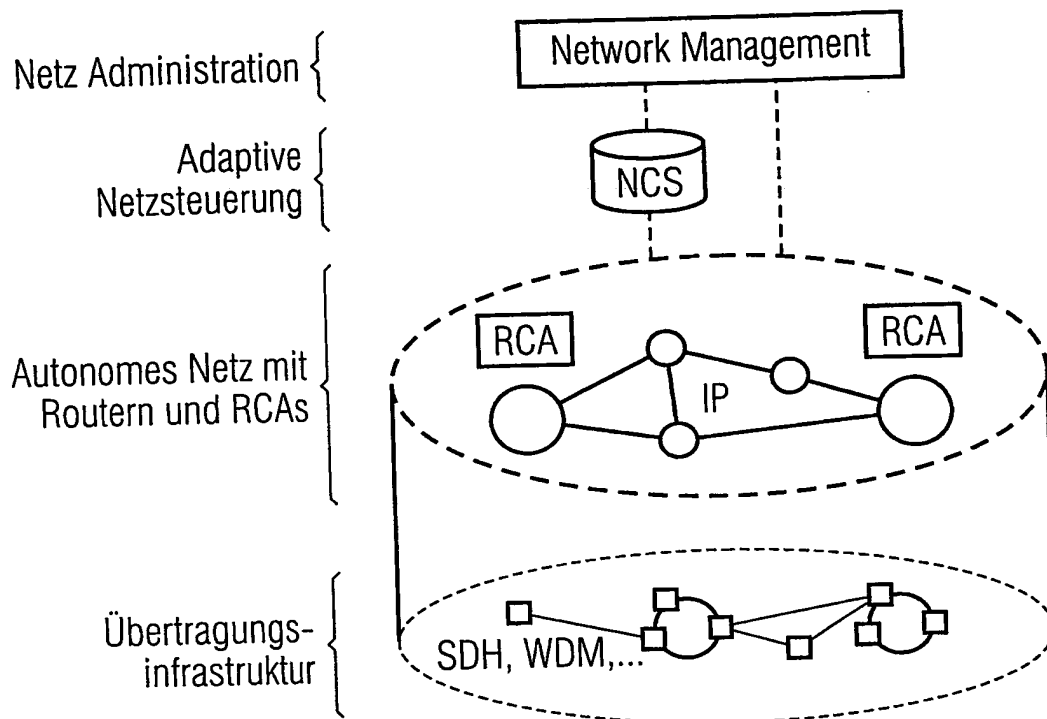 Netz Administration
Network Management
Adaptive
Netzsteuerung
NCS
Autonomes Netz mit
Routern und RCAs
RCA
RCA
IP
Übertragungs-
infrastruktur
SDH, WDM,...